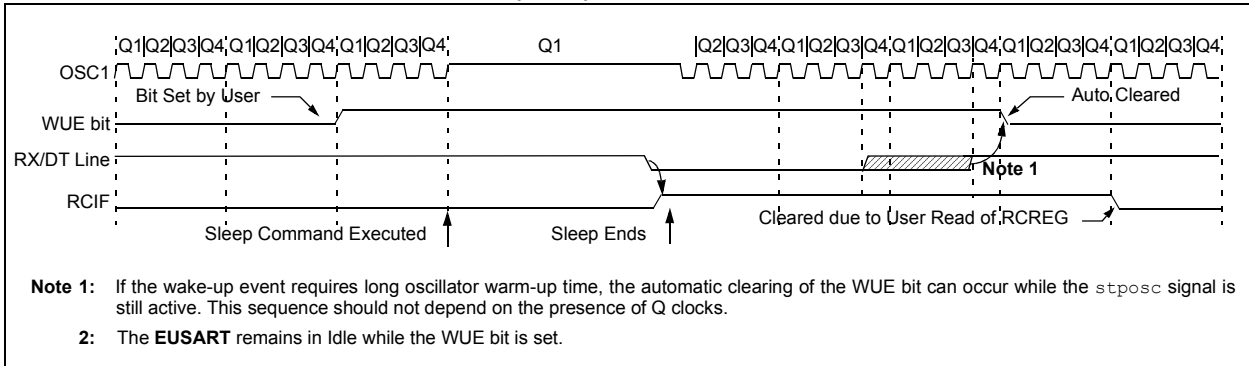 Q1|Q2|Q3|Q4 Q1|Q2|Q3|Q4 Q1|Q2|Q3|Q4 Q1 Q2|Q3|Q4 Q1|Q2|Q3|Q4 Q1|Q2|Q3|Q4 Q1|Q2|Q3|Q4 Q1|Q2|Q3|Q4
OSC1
Bit Set by User
Auto Cleared
WUE bit
RX/DT Line
Note 1
RCIF
Cleared due to User Read of RCREG
Sleep Command Executed
Sleep Ends
Note 1: If the wake-up event requires long oscillator warm-up time, the automatic clearing of the WUE bit can occur while the stposc signal is
still active. This sequence should not depend on the presence of Q clocks.
2: The EUSART remains in Idle while the WUE bit is set.